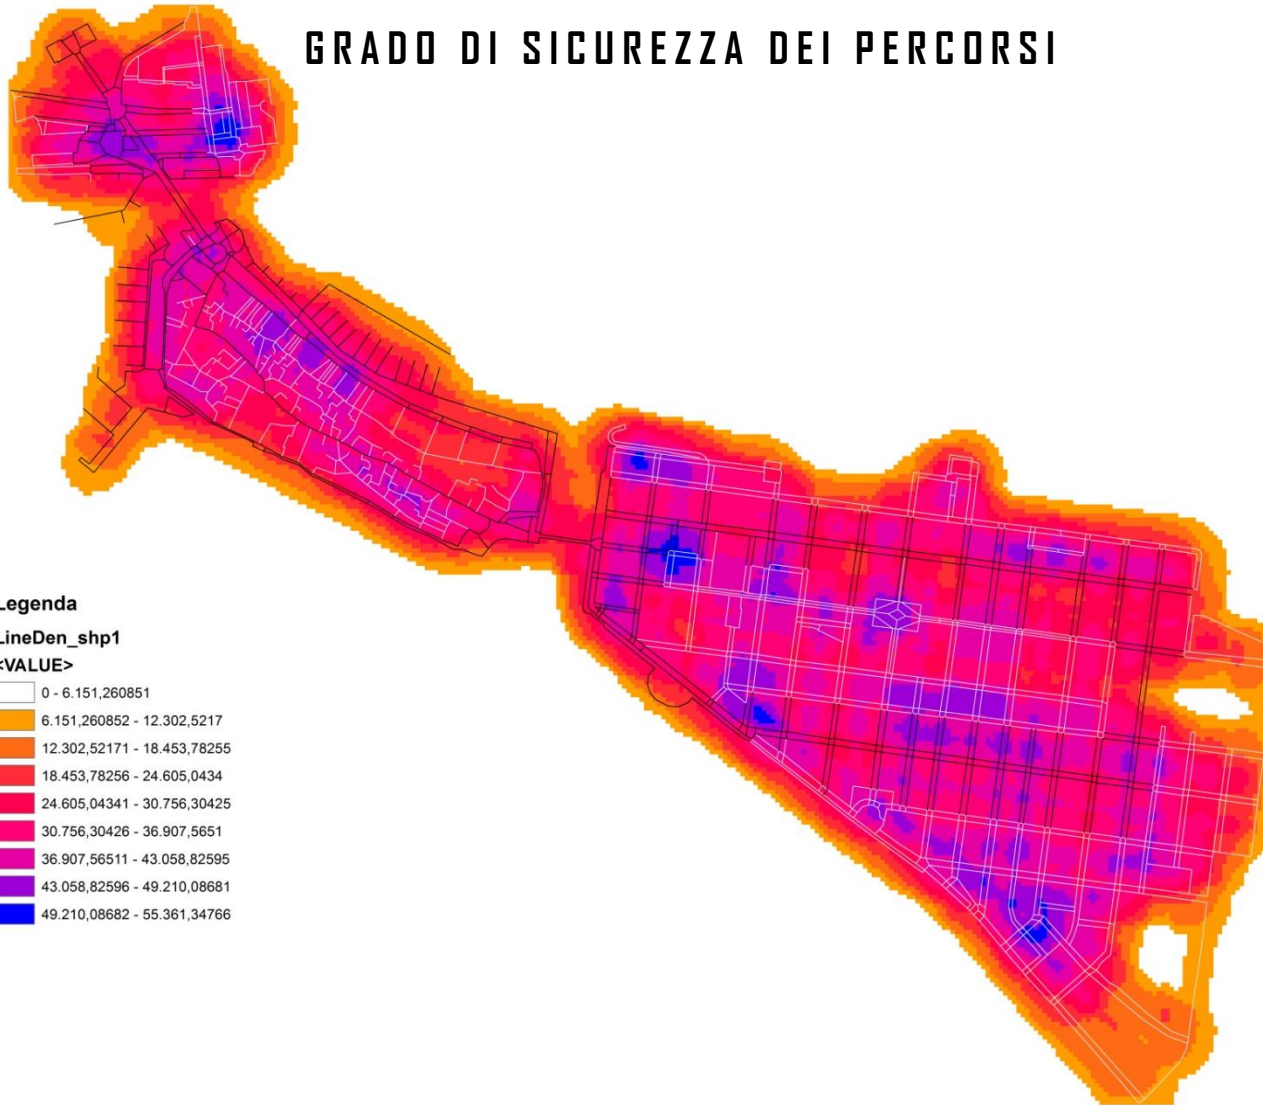 GRADO DI SICUREZZA DEI PERCORSI
Legenda
LineDen_shp1
<VALUE>
0 - 6.151,260851
6.151,260852 - 12.302,5217
12.302,52171 - 18.453,78255
18.453,78256 - 24.605,0434
24.605,04341 - 30.756,30425
30.756,30426 - 36.907,5651
36.907,56511 - 43.058,82595
43.058,82596 - 49.210,08681
49.210,08682 - 55.361,34766